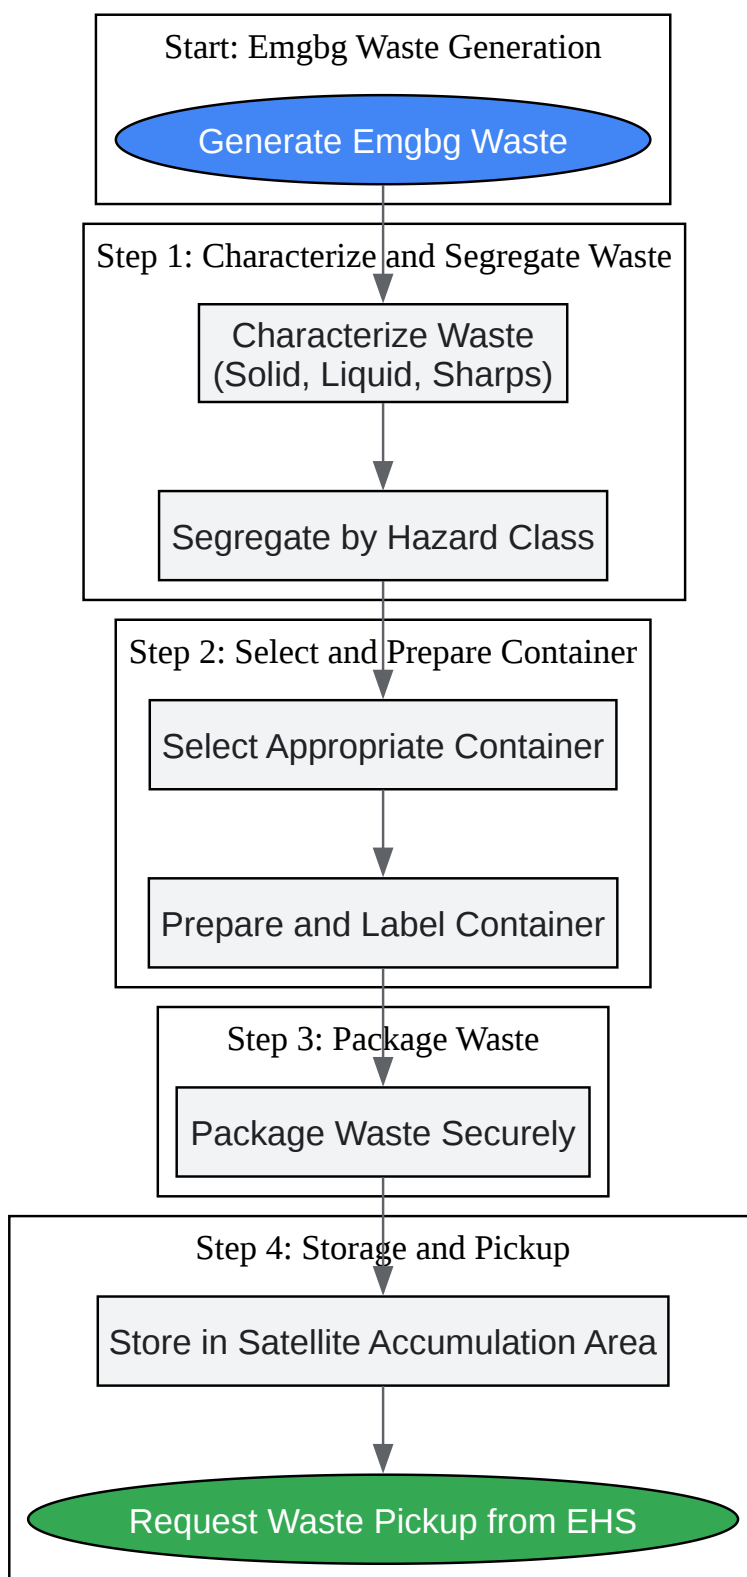 Start: Emgbg Waste Generation
Generate Emgbg Waste
Step 1: Characterize and Segregate Waste
Characterize Waste
(Solid, Liquid, Sharps)
Segregate by Hazard Class
Step 2: Select and Prepare Container
Select Appropriate Container
Prepare and Label Container
Step 3: Package Waste
Package Waste Securely
Step 4: Storage and Pickup
Store in Satellite Accumulation Area
Request Waste Pickup from EHS